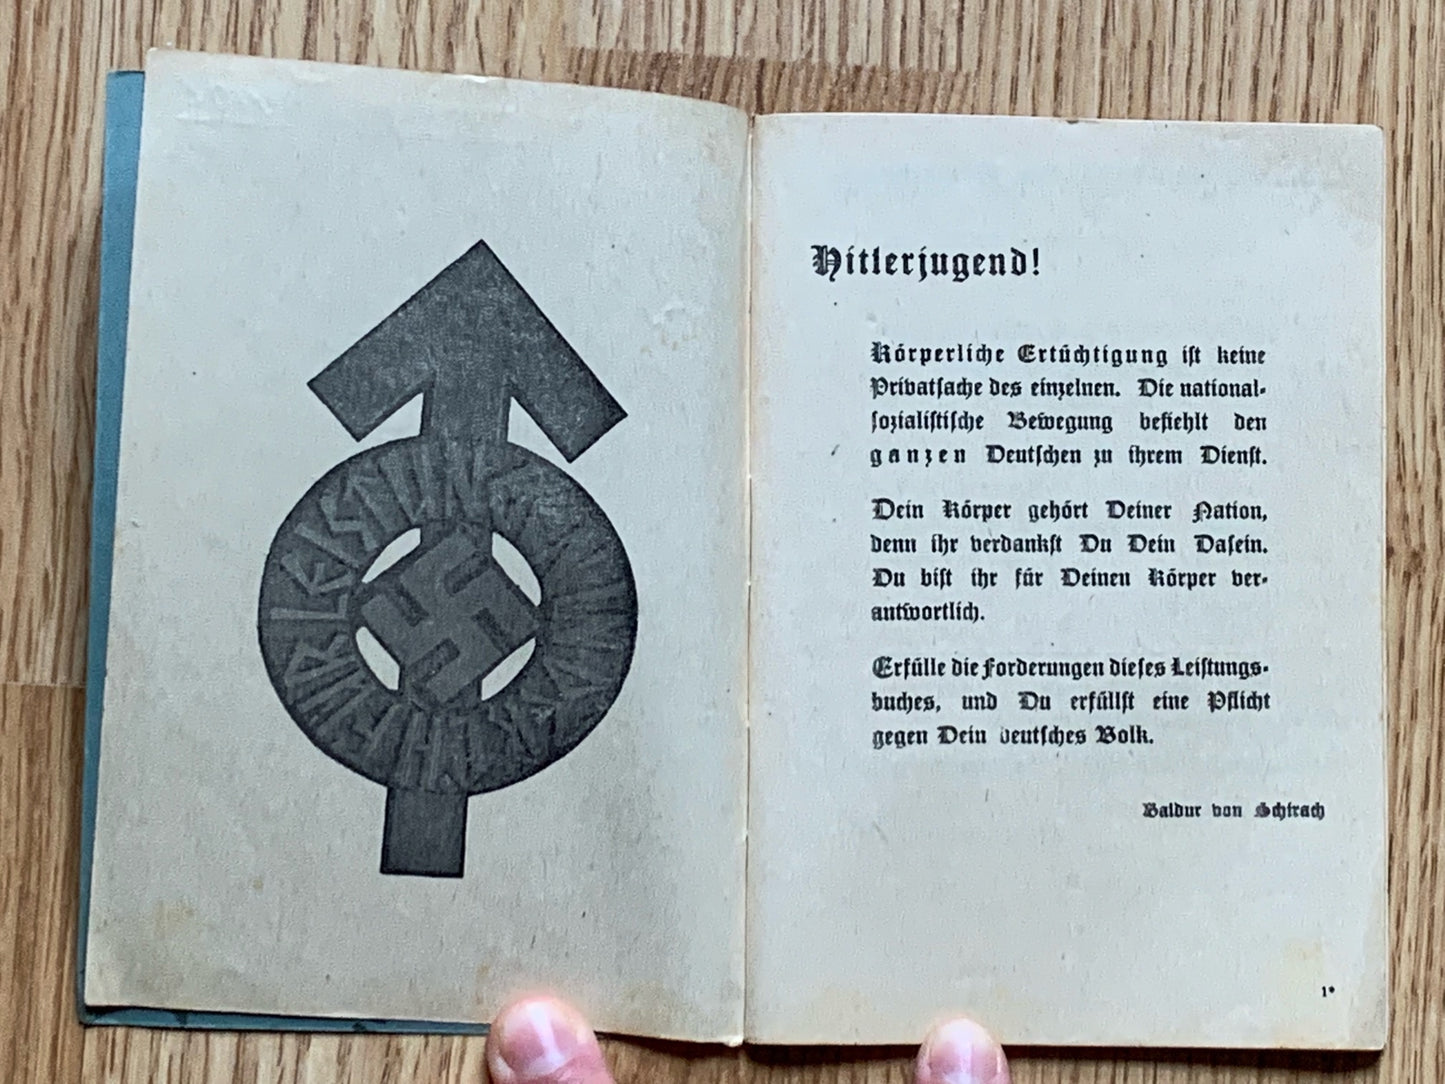 LEISTUN
Hitlerjugend!
Körperliche Ertüchtigung ist keine
Privatsache des einzelnen. Die national-
sozialistische Bewegung befiehlt den
ganzen Deutschen zu ihrem Dienst.
Dein Körper gehört Deiner Nation,
denn ihr verdankst Du Dein Dasein.
Du bist ihr für Deinen Körper ver-
antwortlich.
Erfülle die Forderungen dieses Leistungs-
buches, und Du erfüllst eine Pflicht
gegen Dein deutsches Volk.
Baldur von Schirach
1*